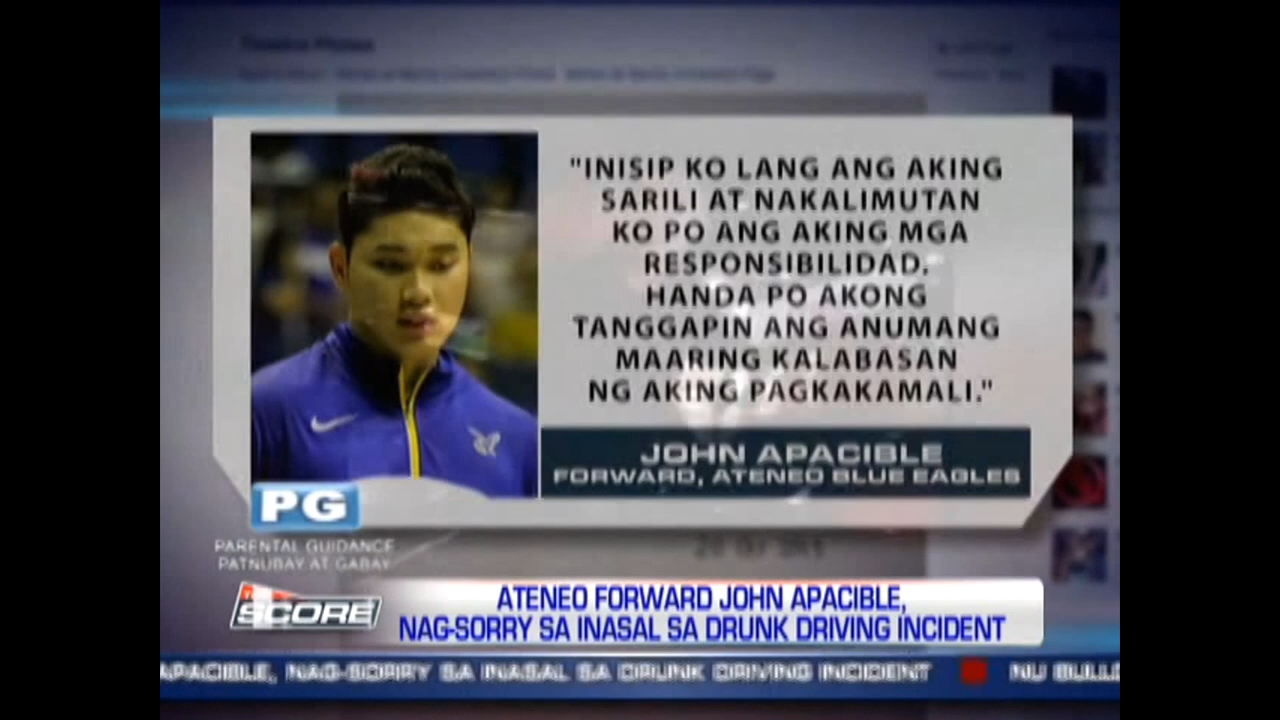 "INISIP KO LANG ANG AKING
SARILI AT NAKALIMUTAN
KO PO ANG AKING MGA
RESPONSIBILIDAD.
HANDA PO AKONG
TANGGAPIN ANG ANUMANG
MAARING KALABASAN
NG AKING PAGKAKAMALI."
JOHN APACIBLE
FORWARD, ATENEO BLUE EAGLES
PG
PARENTAL GUIDANCE
PATNUBAY AT GABAY
SCORE
ATENEO FORWARD JOHN APACIBLE,
NAG-SORRY SA INASAL SA DRUNK DRIVING INCIDENT
APACIBLE, NAG-SORRY SA INASAL SA DRUNK DRIVING INCIDENT NU